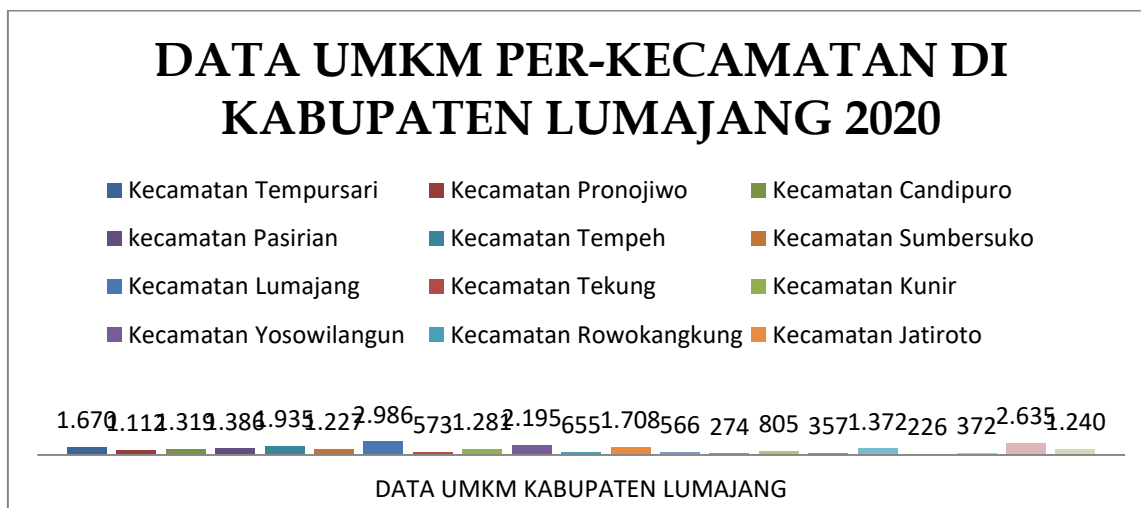 DATA UMKM PER-KECAMATAN DI
KABUPATEN LUMAJANG 2020
Kecamatan Tempursari Kecamatan Pronojiwo Kecamatan Candipuro
kecamatan Pasirian Kecamatan Tempeh Kecamatan Sumbersuko
Kecamatan Lumajang Kecamatan Tekung Kecamatan Kunir
Kecamatan Yosowilangun Kecamatan Rowokangkung Kecamatan Jatiroto
1.670 1.112 1.319 1.386 1.935 1.227 2.986 573 1.281 2.195 655 1.708 566 274 805 357 1.372 226 372 2.635 1.240
DATA UMKM KABUPATEN LUMAJANG